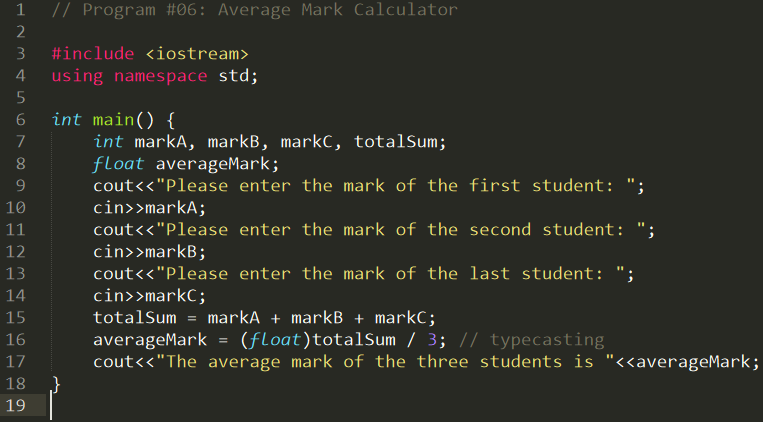 1 // Program #06: Average Mark Calculator
2
3 #include <iostream>
4 using namespace std;
5
6 int main() {
7     int markA, markB, markC, totalSum;
8     float averageMark;
9     cout<<"Please enter the mark of the first student: ";
10     cin>>markA;
11     cout<<"Please enter the mark of the second student: ";
12     cin>>markB;
13     cout<<"Please enter the mark of the last student: ";
14     cin>>markC;
15     totalSum = markA + markB + markC;
16     averageMark = (float)totalSum / 3; // typecasting
17     cout<<"The average mark of the three students is "<<averageMark;
18 }
19